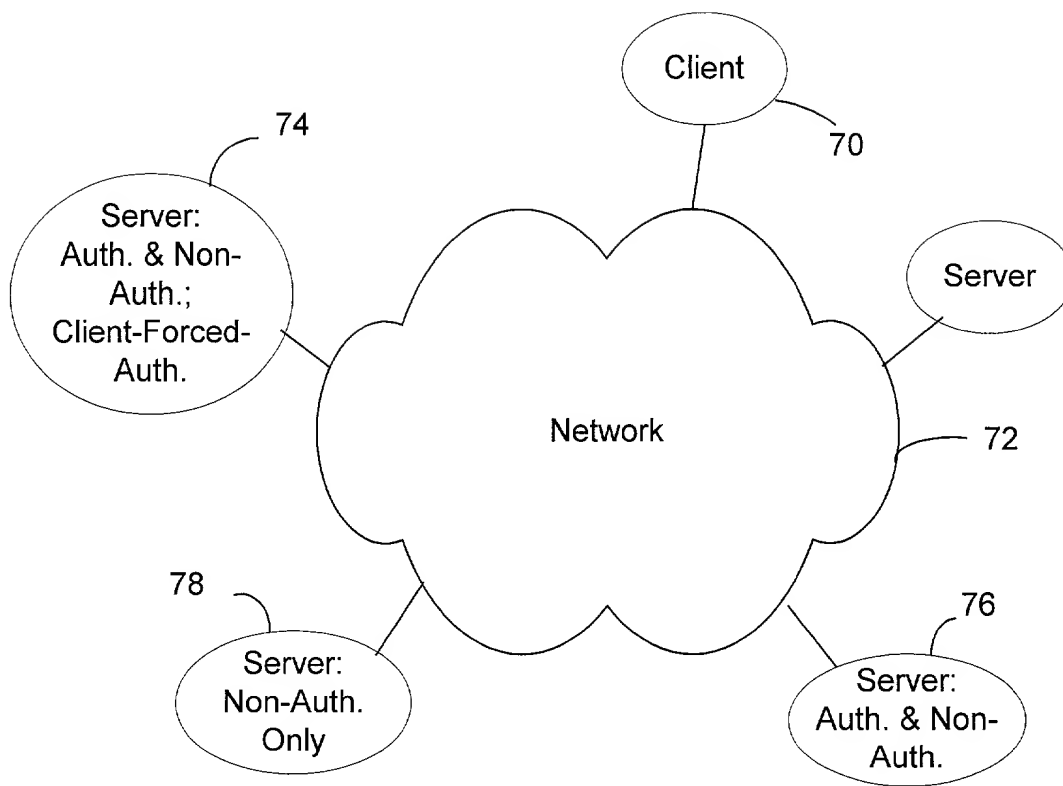 Client
70
74
Server:
Auth. & Non-
Auth.;
Client-Forced-
Auth.
Server
Network
72
78
Server:
Non-Auth.
Only
76
Server:
Auth. & Non-
Auth.